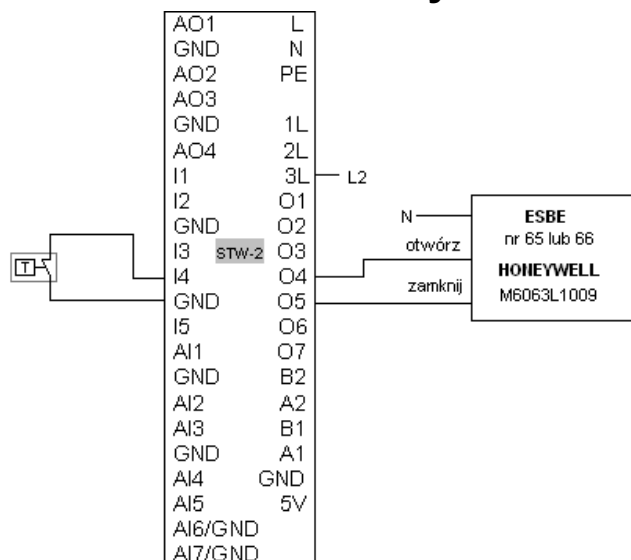 AO1 L
GND N
AO2 PE
AO3
GND 1L
AO4 2L
I1 3L L2
I2 O1
GND O2
I3 STW-2 O3
I4 O4
GND O5
I5 O6
AI1 O7
GND B2
AI2 A2
AI3 B1
GND A1
AI4 GND
AI5 5V
AI6/GND
AI7/GND
T
N
otwórz
zamknij
ESBE
nr 65 lub 66
HONEYWELL
M6063L1009